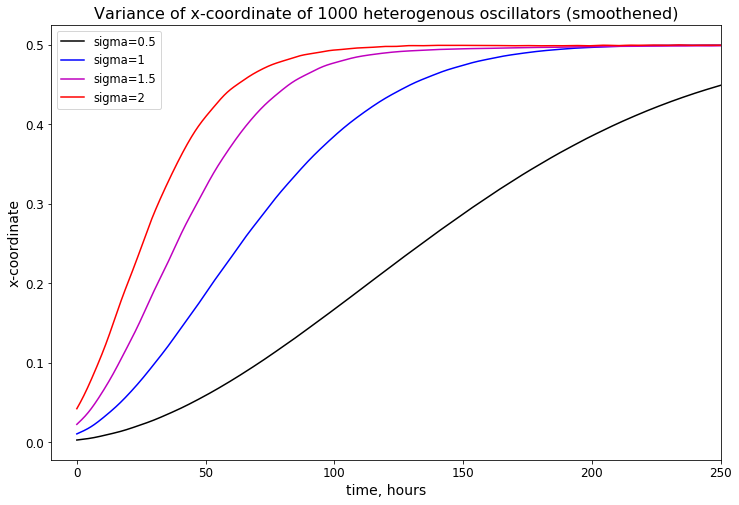 Variance of x-coordinate of 1000 heterogenous oscillators (smoothened)
sigma=0.5
sigma=1
sigma=1.5
sigma=2
x-coordinate
0.5
0.4
0.3
0.2
0.1
0.0
0 50 100 150 200 250
time, hours